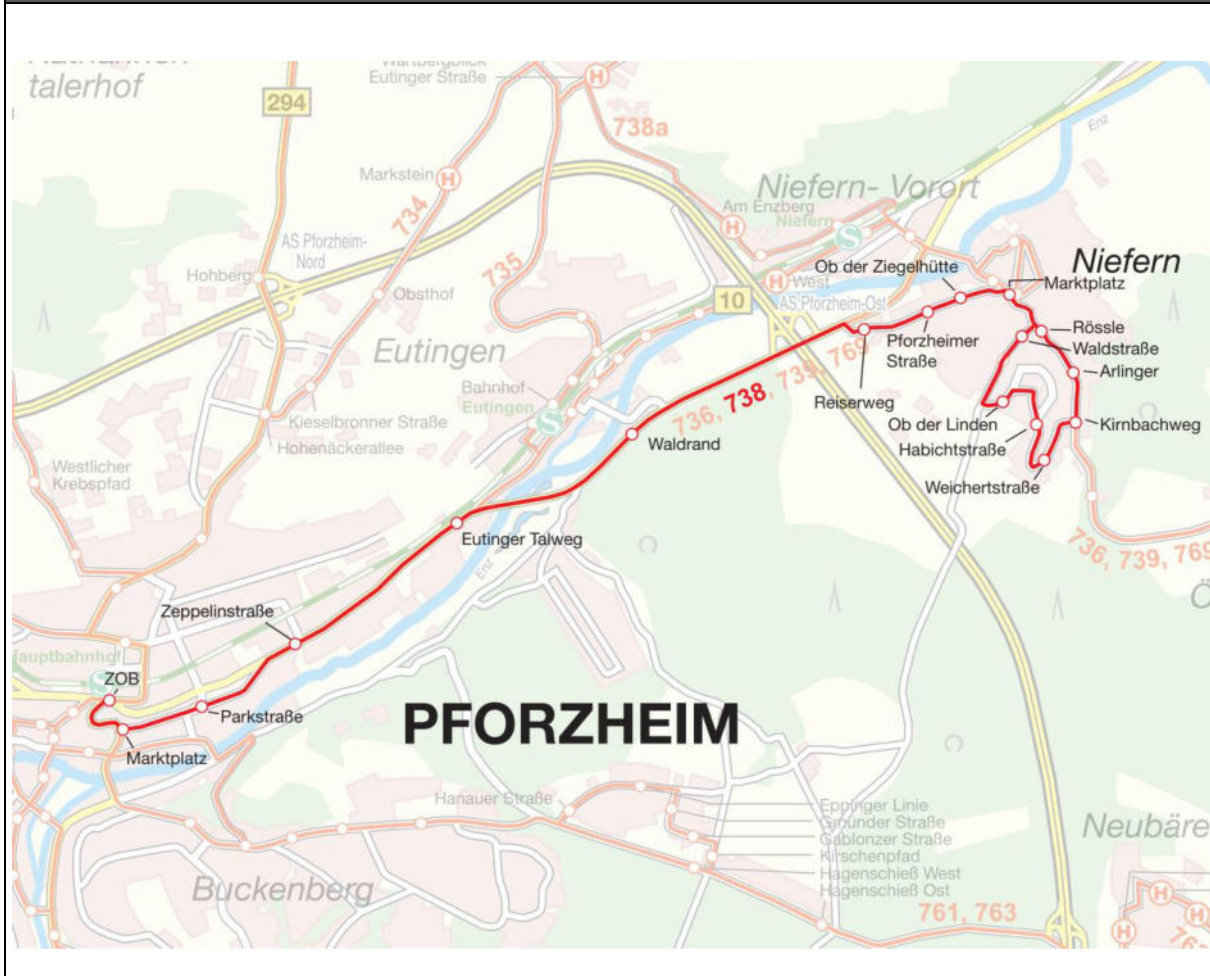 talerhof
Eutinger Straße
H
294
738a
Markstein
H
734
Niefern- Vorort
Am Enzberg
H
Niefern
S
Enz
AS Pforzheim-
Nord
Hohberg
735
Obsthof
Ob der Ziegelhütte
Niefern
Marktplatz
H
West
10
AS Pforzheim-Ost
Eutingen
Pforzheimer
Straße
Rössle
Waldstraße
Arlinger
Bahnhof
Eutingen
S
736, 738, 739, 769
Reiserweg
Ob der Linden
Habichtstraße
Kirnbachweg
Kieselbronner Straße
Hohenäckerallee
Waldrand
Westlicher
Krebspfad
Weichertstraße
Eutinger Talweg
Enz
736, 739, 769
Zeppelinstraße
Hauptbahnhof
S
ZOB
Parkstraße
PFORZHEIM
Marktplatz
Hanauer Straße
Eppinger Linie
Gmünder Straße
Gablonzer Straße
Kirschenpfad
Hagenschieß West
Hagenschieß Ost
Neubäre
Buckenberg
761, 763
H
H
H